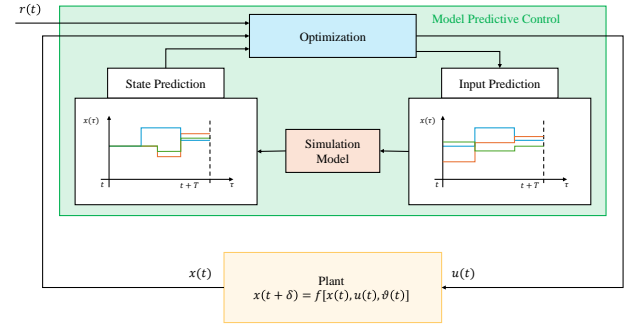 r(t)
Model Predictive Control
Optimization
State Prediction
Input Prediction
x(τ)
t
t + T
τ
Simulation
Model
x(τ)
t
t + T
τ
x(t)
Plant
x(t + δ) = f[x(t), u(t), ϑ(t)]
u(t)